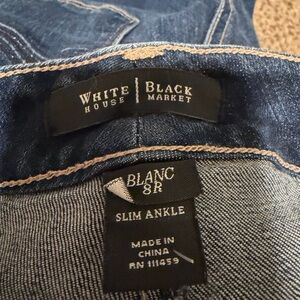 WHITE | BLACK
HOUSE | MARKET
BLANC
8R
SLIM ANKLE
MADE IN
CHINA
RN 111459